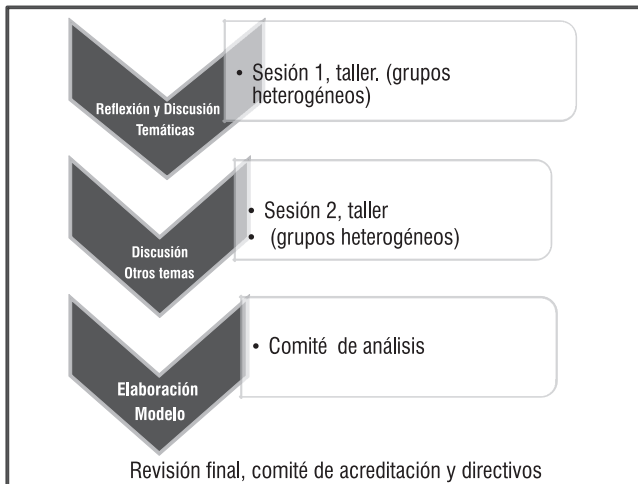 Reflexión y Discusión
Temáticas
• Sesión 1, taller. (grupos
heterogéneos)
Discusión
Otros temas
• Sesión 2, taller
• (grupos heterogéneos)
Elaboración
Modelo
• Comité de análisis
Revisión final, comité de acreditación y directivos